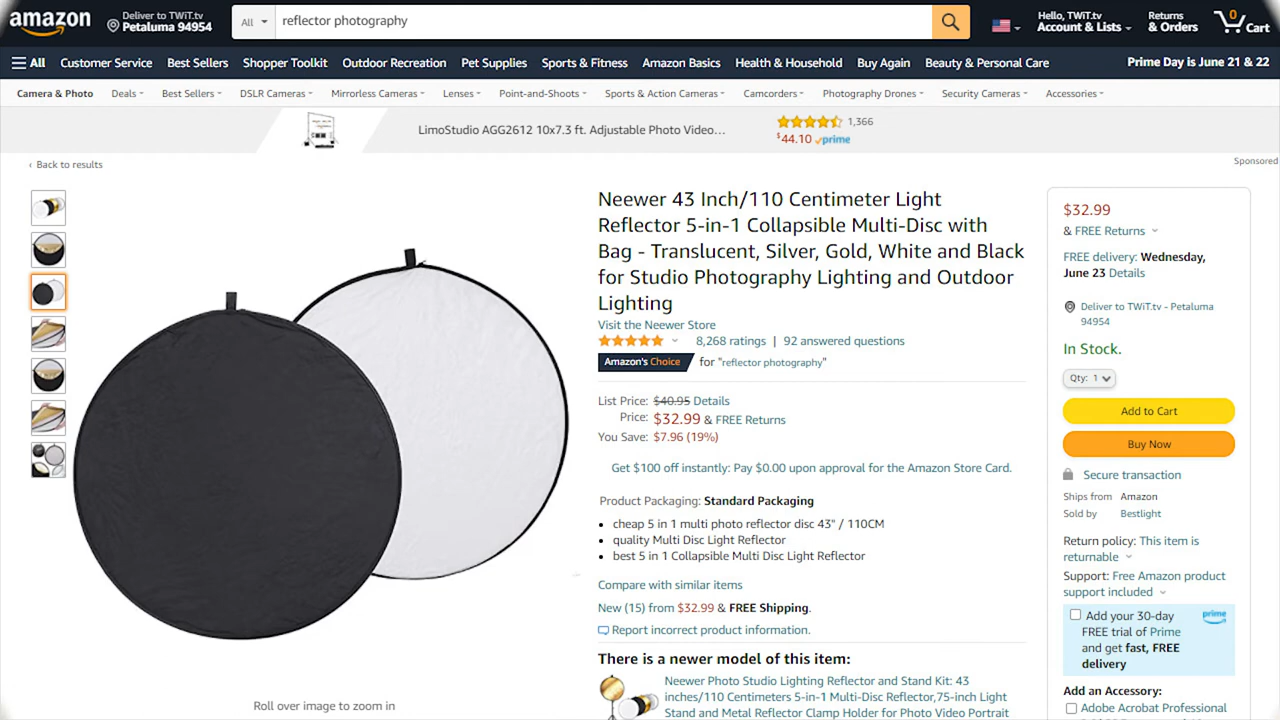 amazon
Deliver to TWiT.tv
Petaluma 94954
All
reflector photography
Hello, TWiT.tv
Account & Lists
Returns
& Orders
0
Cart
All
Customer Service
Best Sellers
Shopper Toolkit
Outdoor Recreation
Pet Supplies
Sports & Fitness
Amazon Basics
Health & Household
Buy Again
Beauty & Personal Care
Prime Day is June 21 & 22
Camera & Photo
Deals
Best Sellers
DSLR Cameras
Mirrorless Cameras
Lenses
Point-and-Shoots
Sports & Action Cameras
Camcorders
Photography Drones
Security Cameras
Accessories
LimoStudio AGG2612 10x7.3 ft. Adjustable Photo Video…
1,366
$44.10 prime
Sponsored
‹ Back to results
Neewer 43 Inch/110 Centimeter Light
Reflector 5-in-1 Collapsible Multi-Disc with
Bag - Translucent, Silver, Gold, White and Black
for Studio Photography Lighting and Outdoor
Lighting
Visit the Neewer Store
8,268 ratings | 92 answered questions
Amazon's Choice for "reflector photography"
List Price: $40.95 Details
Price: $32.99 & FREE Returns
You Save: $7.96 (19%)
Get $100 off instantly: Pay $0.00 upon approval for the Amazon Store Card.
Product Packaging: Standard Packaging
• cheap 5 in 1 multi photo reflector disc 43" / 110CM
• quality Multi Disc Light Reflector
• best 5 in 1 Collapsible Multi Disc Light Reflector
Compare with similar items
New (15) from $32.99 & FREE Shipping.
Report incorrect product information.
There is a newer model of this item:
Neewer Photo Studio Lighting Reflector and Stand Kit: 43
inches/110 Centimeters 5-in-1 Multi-Disc Reflector,75-inch Light
Stand and Metal Reflector Clamp Holder for Photo Video Portrait
Roll over image to zoom in
$32.99
& FREE Returns
FREE delivery: Wednesday,
June 23 Details
Deliver to TWiT.tv - Petaluma
94954
In Stock.
Qty: 1
Add to Cart
Buy Now
Secure transaction
Ships from Amazon
Sold by Bestlight
Return policy: This item is
returnable
Support: Free Amazon product
support included
Add your 30-day
FREE trial of Prime
and get fast, FREE
delivery
prime
Add an Accessory:
Adobe Acrobat Professional